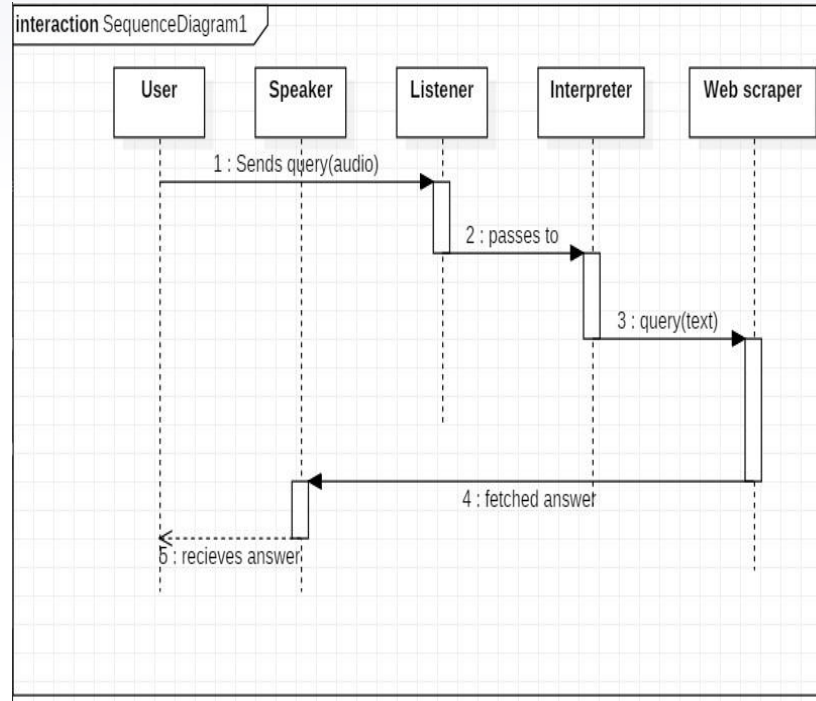 interaction SequenceDiagram1
User
Speaker
Listener
Interpreter
Web scraper
1 : Sends query(audio)
2 : passes to
3 : query(text)
4 : fetched answer
5 : recieves answer